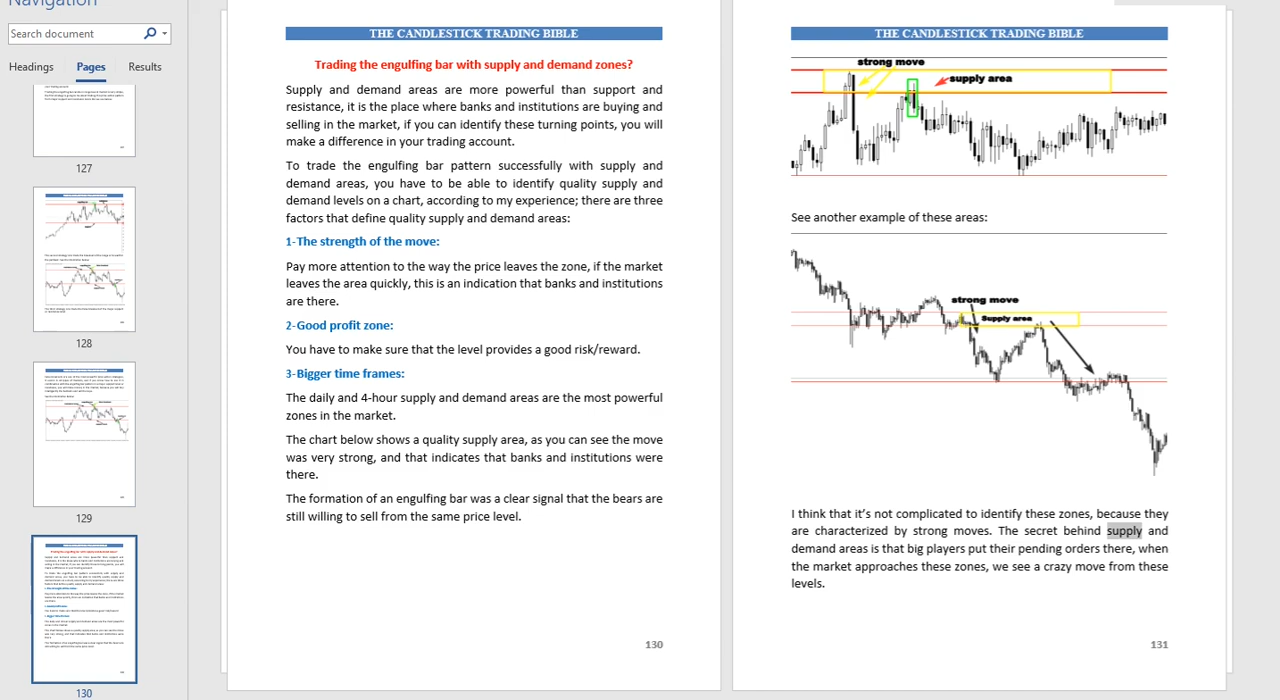 Navigation
Search document
Headings
Pages
Results
127
128
129
130
THE CANDLESTICK TRADING BIBLE
Trading the engulfing bar with supply and demand zones?
Supply and demand areas are more powerful than support and
resistance, it is the place where banks and institutions are buying and
selling in the market, if you can identify these turning points, you will
make a difference in your trading account.
To trade the engulfing bar pattern successfully with supply and
demand areas, you have to be able to identify quality supply and
demand levels on a chart, according to my experience; there are three
factors that define quality supply and demand areas:
1-The strength of the move:
Pay more attention to the way the price leaves the zone, if the market
leaves the area quickly, this is an indication that banks and institutions
are there.
2-Good profit zone:
You have to make sure that the level provides a good risk/reward.
3-Bigger time frames:
The daily and 4-hour supply and demand areas are the most powerful
zones in the market.
The chart below shows a quality supply area, as you can see the move
was very strong, and that indicates that banks and institutions were
there.
The formation of an engulfing bar was a clear signal that the bears are
still willing to sell from the same price level.
130
THE CANDLESTICK TRADING BIBLE
strong move
supply area
See another example of these areas:
strong move
Supply area
I think that it's not complicated to identify these zones, because they
are characterized by strong moves. The secret behind supply and
demand areas is that big players put their pending orders there, when
the market approaches these zones, we see a crazy move from these
levels.
131